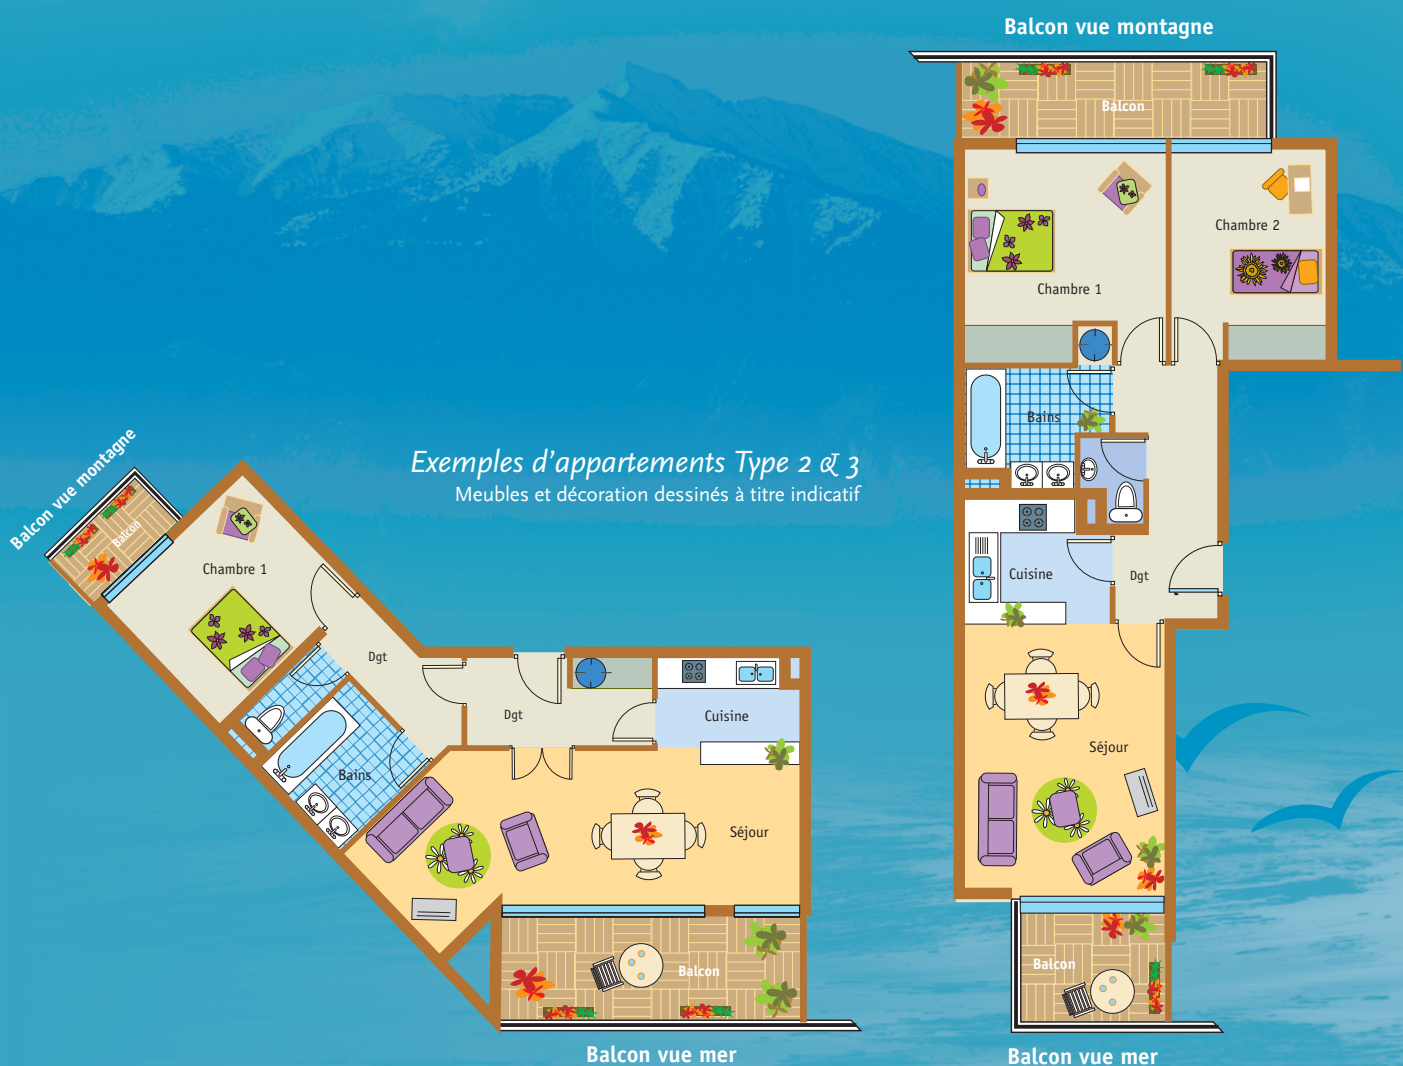 Balcon vue montagne
Balcon
Chambre 2
Chambre 1
Bains
Cuisine
Dgt
Séjour
Balcon
Balcon vue mer
Exemples d’appartements Type 2 & 3
Meubles et décoration dessinés à titre indicatif
Balcon vue montagne
Balcon
Chambre 1
Dgt
Dgt
Cuisine
Bains
Séjour
Balcon
Balcon vue mer